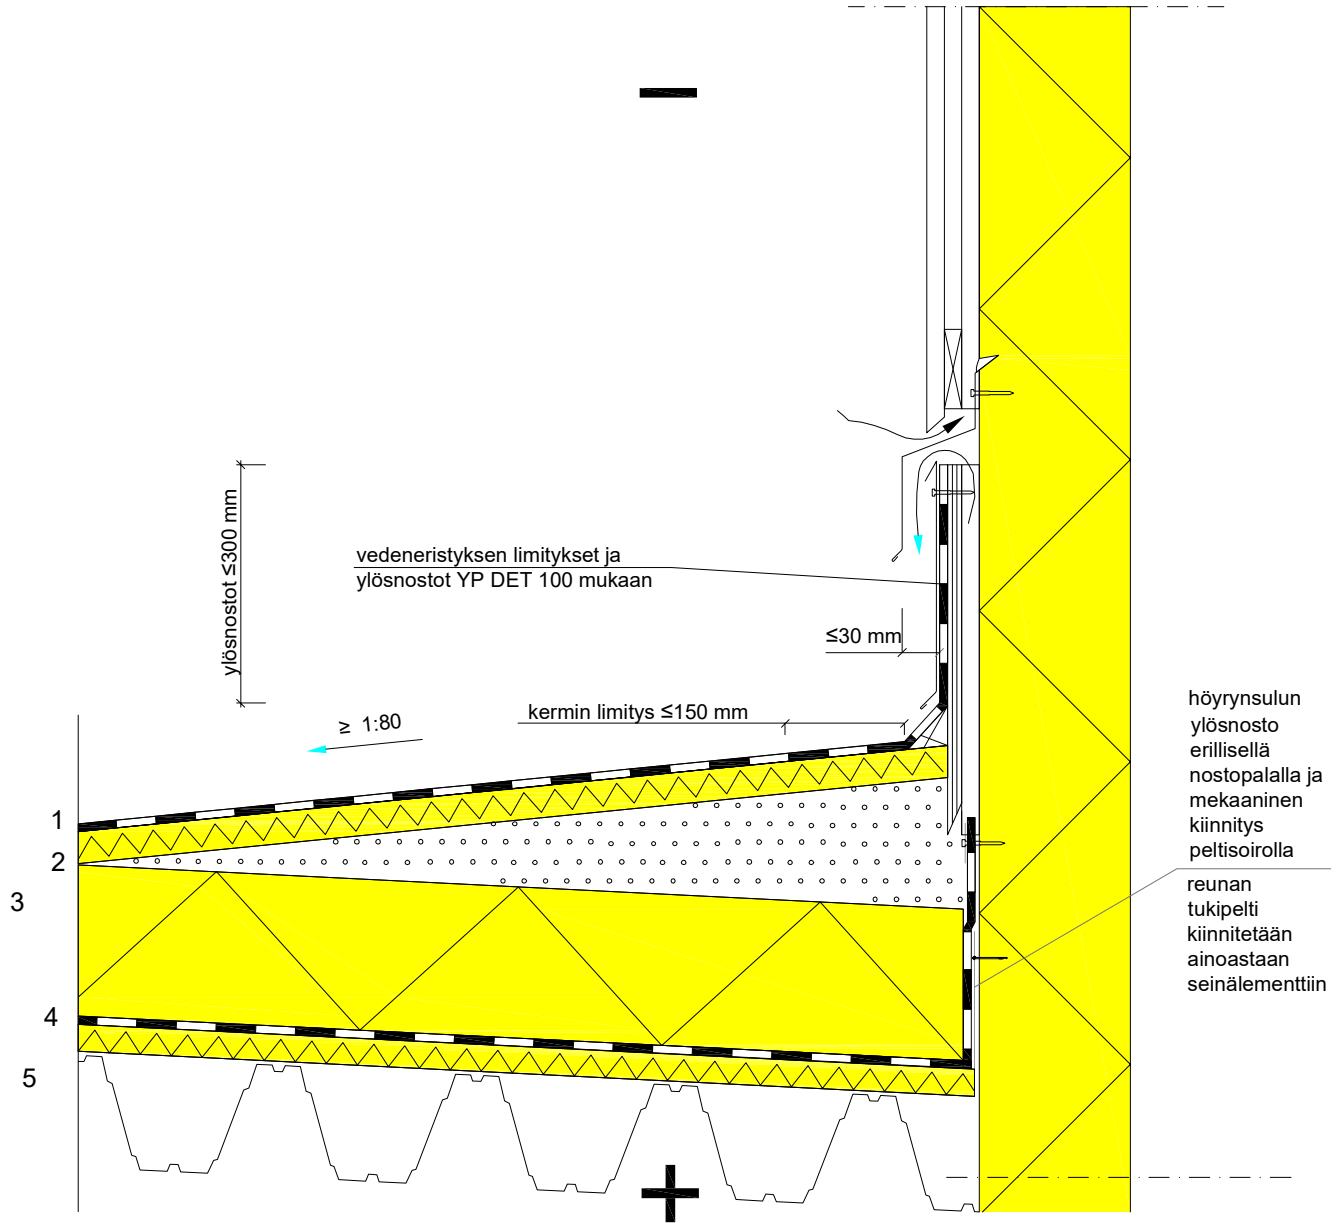 ylösnostot ≤300 mm
vedeneristyksen limitykset ja
ylösnostot YP DET 100 mukaan
≤30 mm
kermin limitys ≤150 mm
≥ 1:80
höyrynsulun
ylösnosto
erillisellä
nostopalalla ja
mekaaninen
kiinnitys
peltisoirolla
reunan
tukipelti
kiinnitetään
ainoastaan
seinälementtiin
1
2
3
4
5